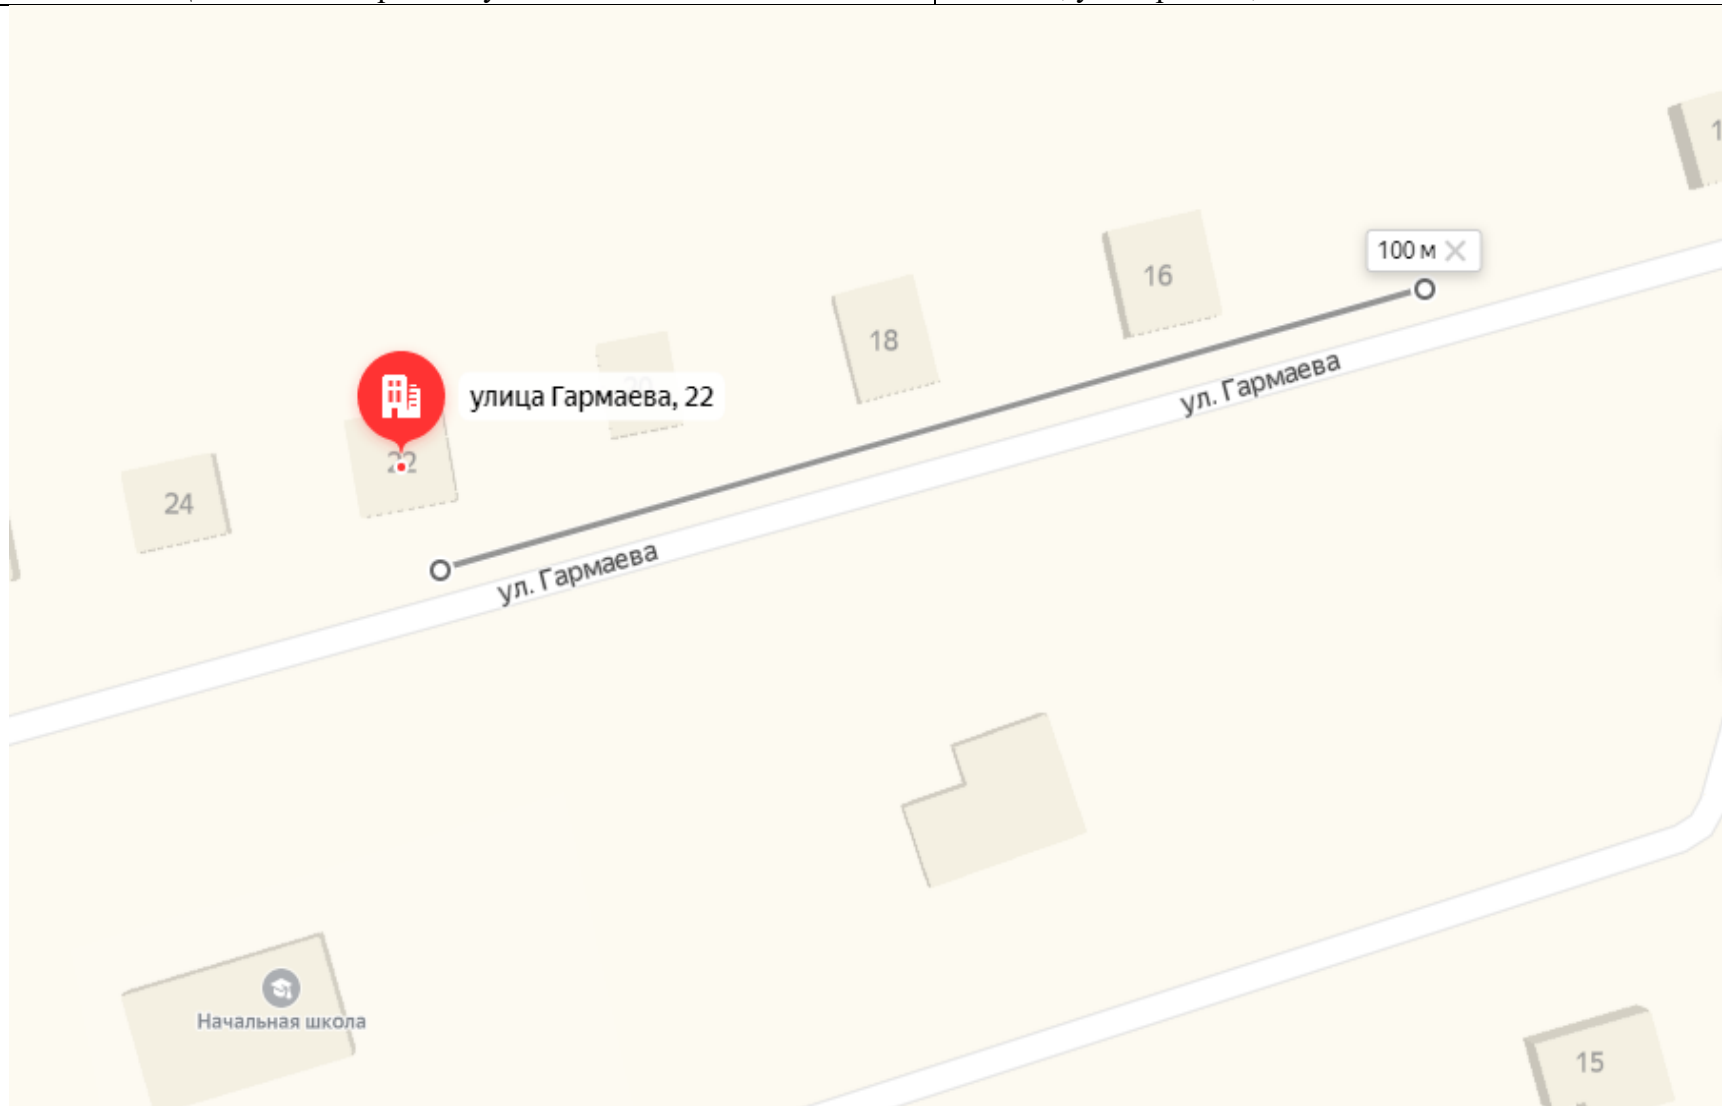 100 м
16
18
улица Гармаева, 22
22
24
ул. Гармаева
ул. Гармаева
Начальная школа
15